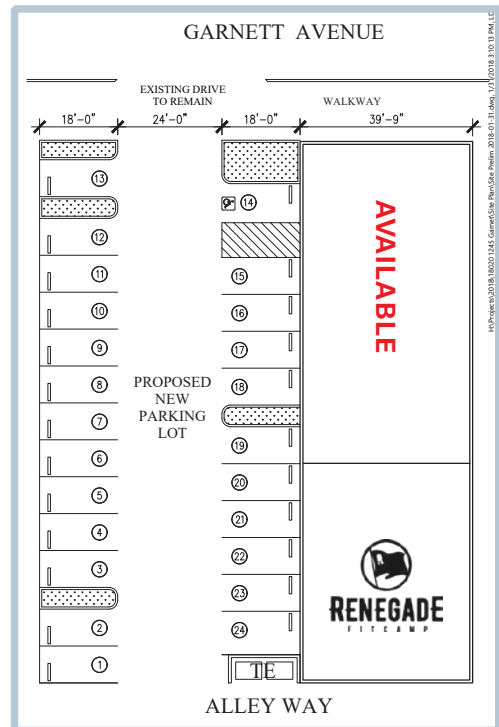 GARNETT AVENUE
EXISTING DRIVE
TO REMAIN
WALKWAY
18'-0"
24'-0"
18'-0"
39'-9"
13
14
12
11
15
10
16
9
17
8
18
7
6
19
5
20
4
21
3
22
2
23
1
24
PROPOSED
NEW
PARKING
LOT
AVAILABLE
RENEGADE
FITCAMP
TE
ALLEY WAY